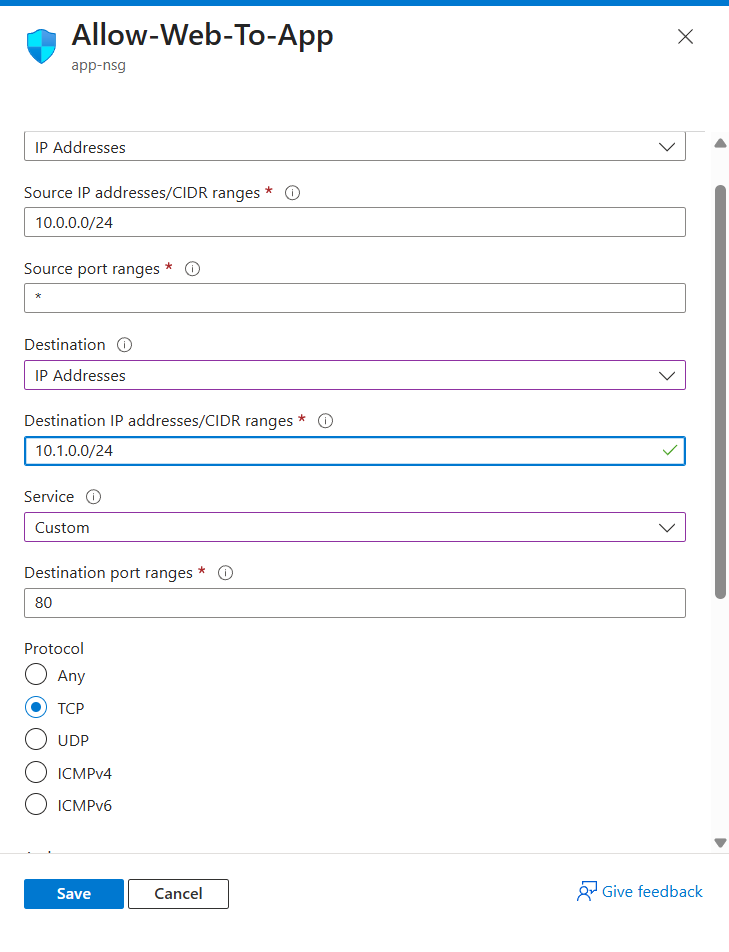 Allow-Web-To-App
app-nsg
IP Addresses
Source IP addresses/CIDR ranges *
10.0.0.0/24
Source port ranges *
*
Destination
IP Addresses
Destination IP addresses/CIDR ranges *
10.1.0.0/24
Service
Custom
Destination port ranges *
80
Protocol
Any
TCP
UDP
ICMPv4
ICMPv6
Save
Cancel
Give feedback